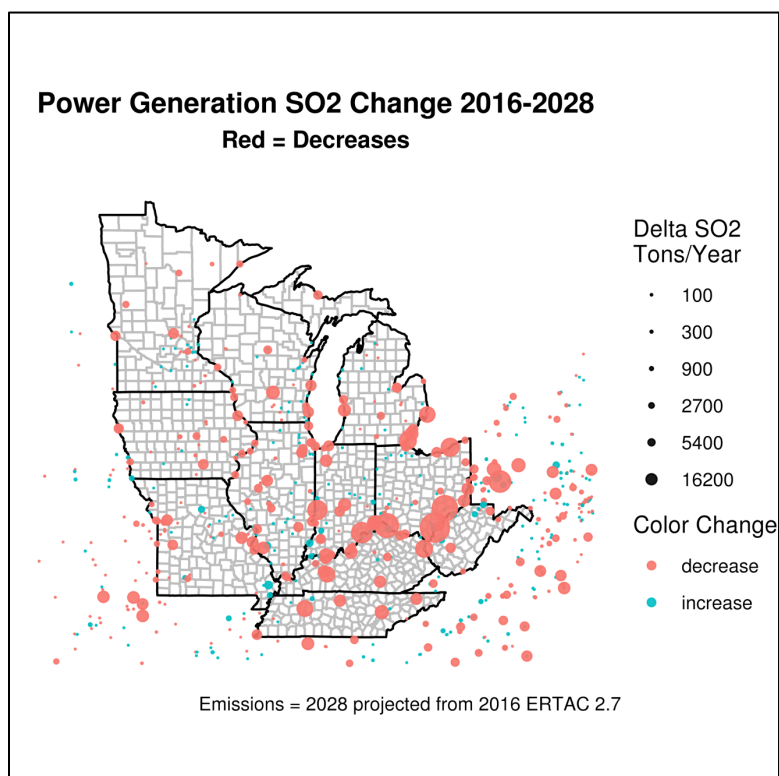 Power Generation SO2 Change 2016-2028
Red = Decreases
Delta SO2
Tons/Year
100
300
900
2700
5400
16200
Color Change
decrease
increase
Emissions = 2028 projected from 2016 ERTAC 2.7